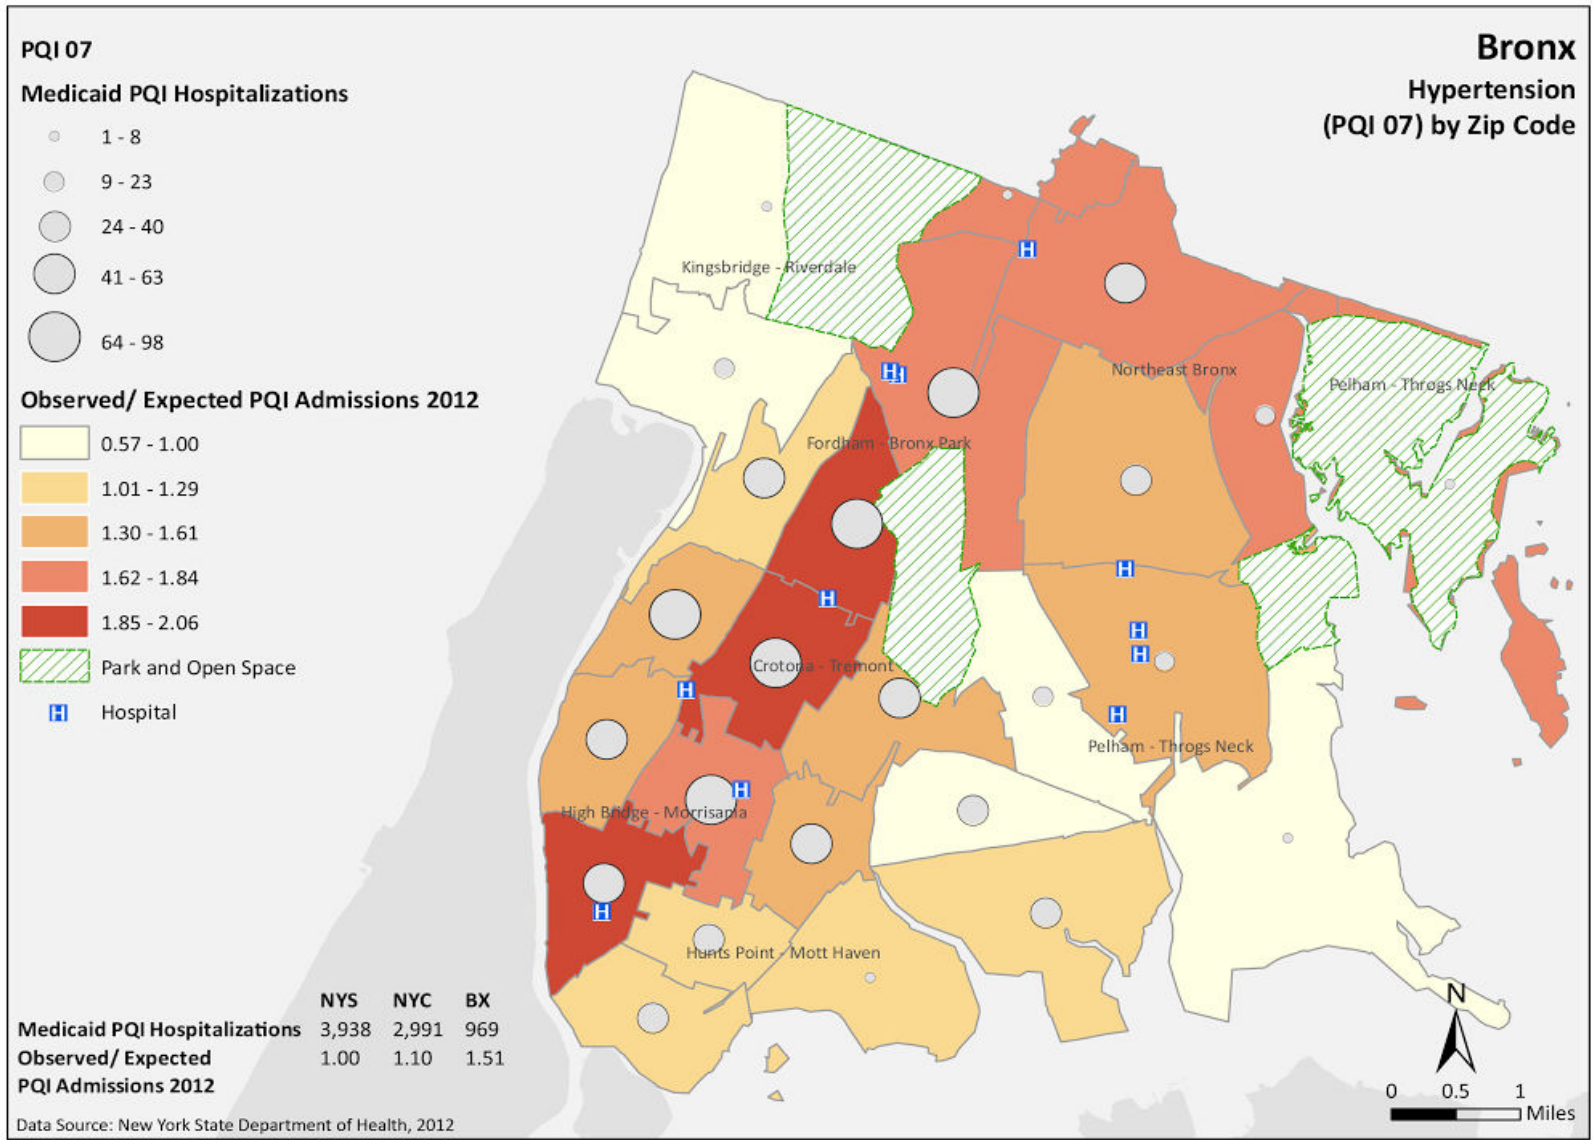 PQI 07
Medicaid PQI Hospitalizations
1 - 8
9 - 23
24 - 40
41 - 63
64 - 98
Observed/ Expected PQI Admissions 2012
0.57 - 1.00
1.01 - 1.29
1.30 - 1.61
1.62 - 1.84
1.85 - 2.06
Park and Open Space
H Hospital
Bronx
Hypertension
(PQI 07) by Zip Code
H
Kingsbridge - Riverdale
H H
Northeast Bronx
Pelham - Throgs Neck
Fordham - Bronx Park
H
H
H
H
Crotona - Tremont
H
H
Pelham - Throgs Neck
H
High Bridge - Morrisania
H
Hunts Point - Mott Haven
NYS NYC BX
Medicaid PQI Hospitalizations 3,938 2,991 969
Observed/ Expected 1.00 1.10 1.51
PQI Admissions 2012
Data Source: New York State Department of Health, 2012
N
0 0.5 1
Miles